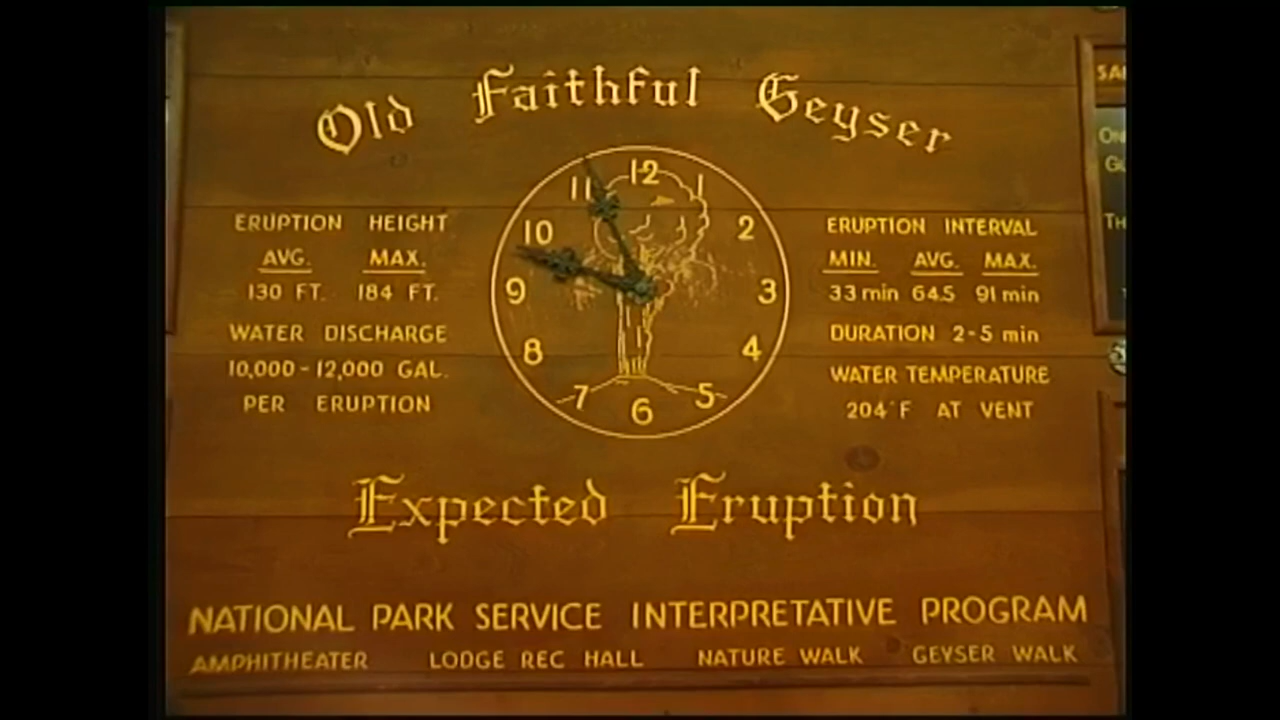 Old Faithful Geyser
ERUPTION HEIGHT
AVG. MAX.
130 FT. 184 FT.
WATER DISCHARGE
10,000 - 12,000 GAL.
PER ERUPTION
12
1
2
3
4
5
6
7
8
9
10
11
ERUPTION INTERVAL
MIN. AVG. MAX.
33 min 64.5 91 min
DURATION 2-5 min
WATER TEMPERATURE
204°F AT VENT
Expected Eruption
NATIONAL PARK SERVICE INTERPRETATIVE PROGRAM
AMPHITHEATER LODGE REC HALL NATURE WALK GEYSER WALK